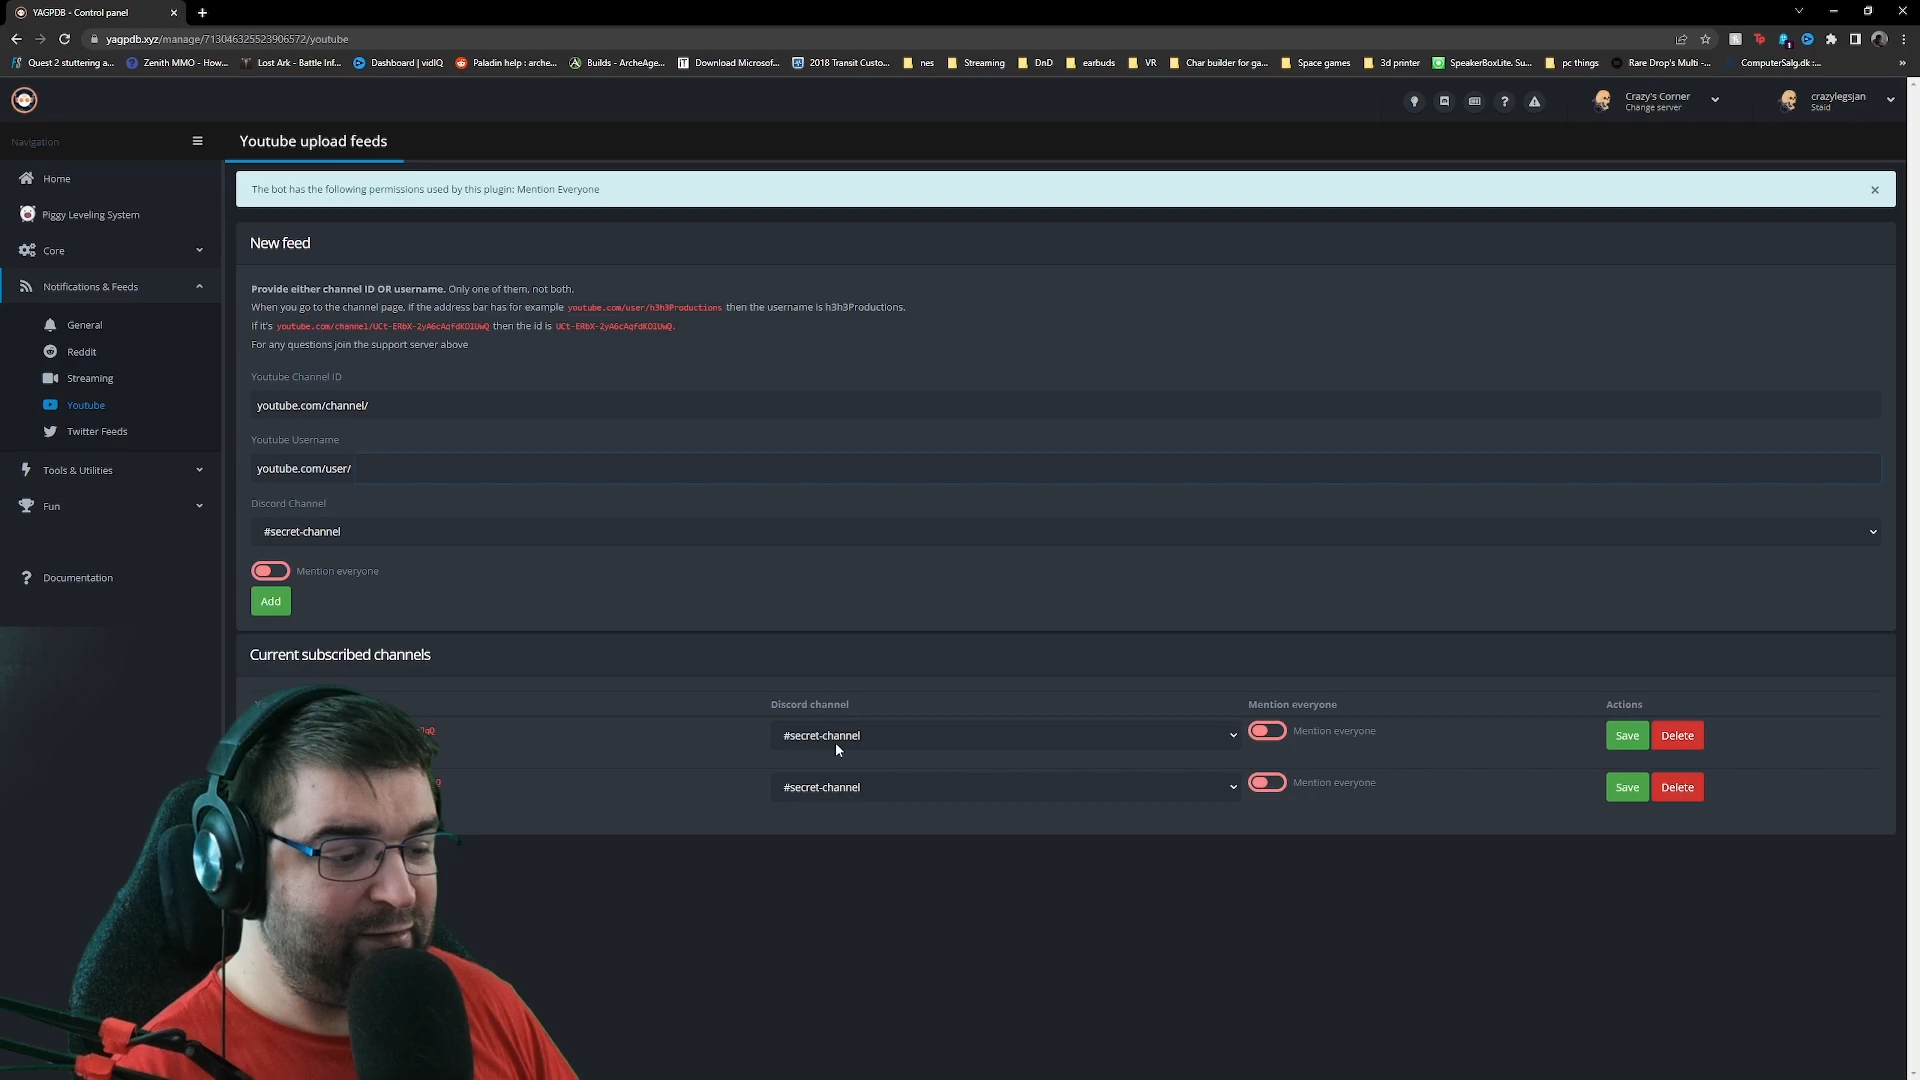 YAGPDB - Control panel
yagpdb.xyz/manage/713046325523906572/youtube
Quest 2 stuttering a... Zenith MMO - How... Lost Ark - Battle Inf... Dashboard | vidIQ Paladin help : arche... Builds - ArcheAge... Download Microsof... 2018 Transit Custo... nes Streaming DnD earbuds VR Char builder for ga... Space games 3d printer SpeakerBoxLite. Su... pc things Rare Drop's Multi -... ComputerSalg.dk :...
Crazy's Corner
Change server
crazylegsjan
Staid
Navigation
Youtube upload feeds
Home
Piggy Leveling System
Core
Notifications & Feeds
General
Reddit
Streaming
Youtube
Twitter Feeds
Tools & Utilities
Fun
Documentation
The bot has the following permissions used by this plugin: Mention Everyone
New feed
Provide either channel ID OR username. Only one of them, not both.
When you go to the channel page, if the address bar has for example youtube.com/user/h3h3Productions then the username is h3h3Productions.
If it's youtube.com/channel/UCt-ERbX-2yA6cAqfdKOlUwQ then the id is UCt-ERbX-2yA6cAqfdKOlUwQ.
For any questions join the support server above
Youtube Channel ID
youtube.com/channel/
Youtube Username
youtube.com/user/
Discord Channel
#secret-channel
Mention everyone
Add
Current subscribed channels
Discord channel Mention everyone Actions
#secret-channel Mention everyone Save Delete
#secret-channel Mention everyone Save Delete